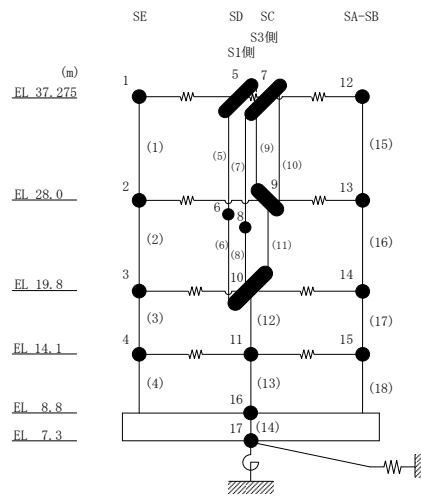 SE SD SC SA-SB
S1側 S3側
(m)
EL 37.275
1 5 7 12
(1) (5) (7) (9) (10) (15)
EL 28.0
2 6 8 9 13
(2) (6) (8) (11) (16)
EL 19.8
3 10 14
(3) (12) (17)
EL 14.1
4 11 15
(4) (13) (18)
EL 8.8
16
EL 7.3
17 (14)